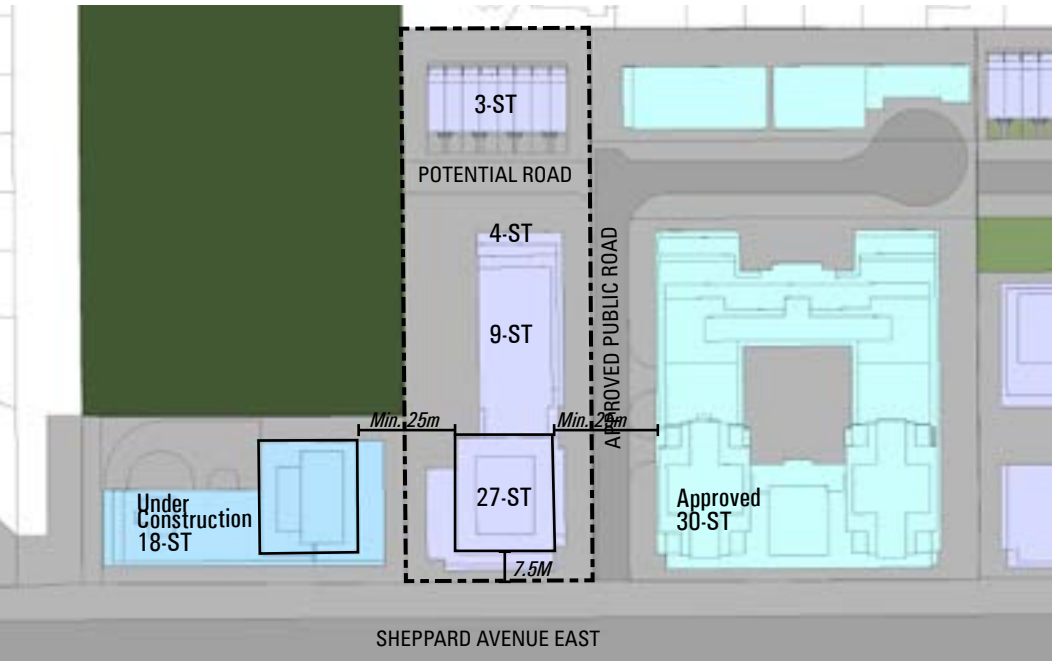 3-ST
POTENTIAL ROAD
4-ST
APPROVED PUBLIC ROAD
9-ST
Min. 25m
Min. 25m
27-ST
Under
Construction
18-ST
Approved
30-ST
7.5M
SHEPPARD AVENUE EAST